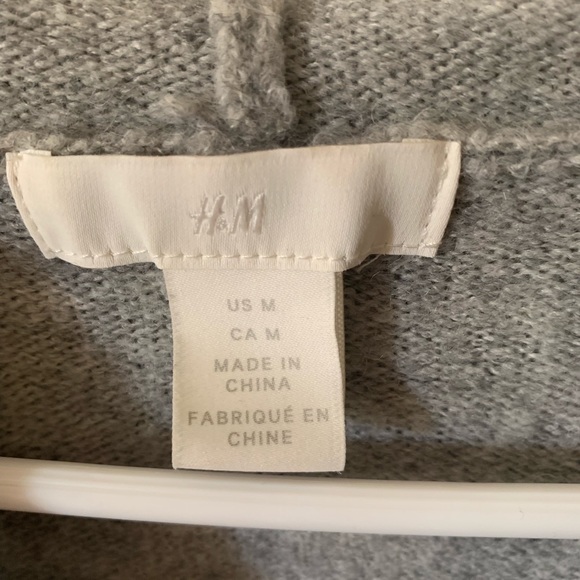 H&M
US M
CA M
MADE IN
CHINA
FABRIQUÉ EN
CHINE